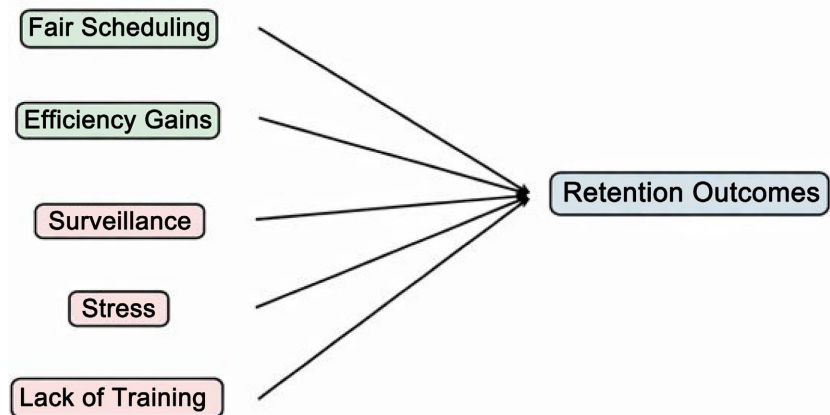 Fair Scheduling
Efficiency Gains
Surveillance
Stress
Lack of Training
Retention Outcomes